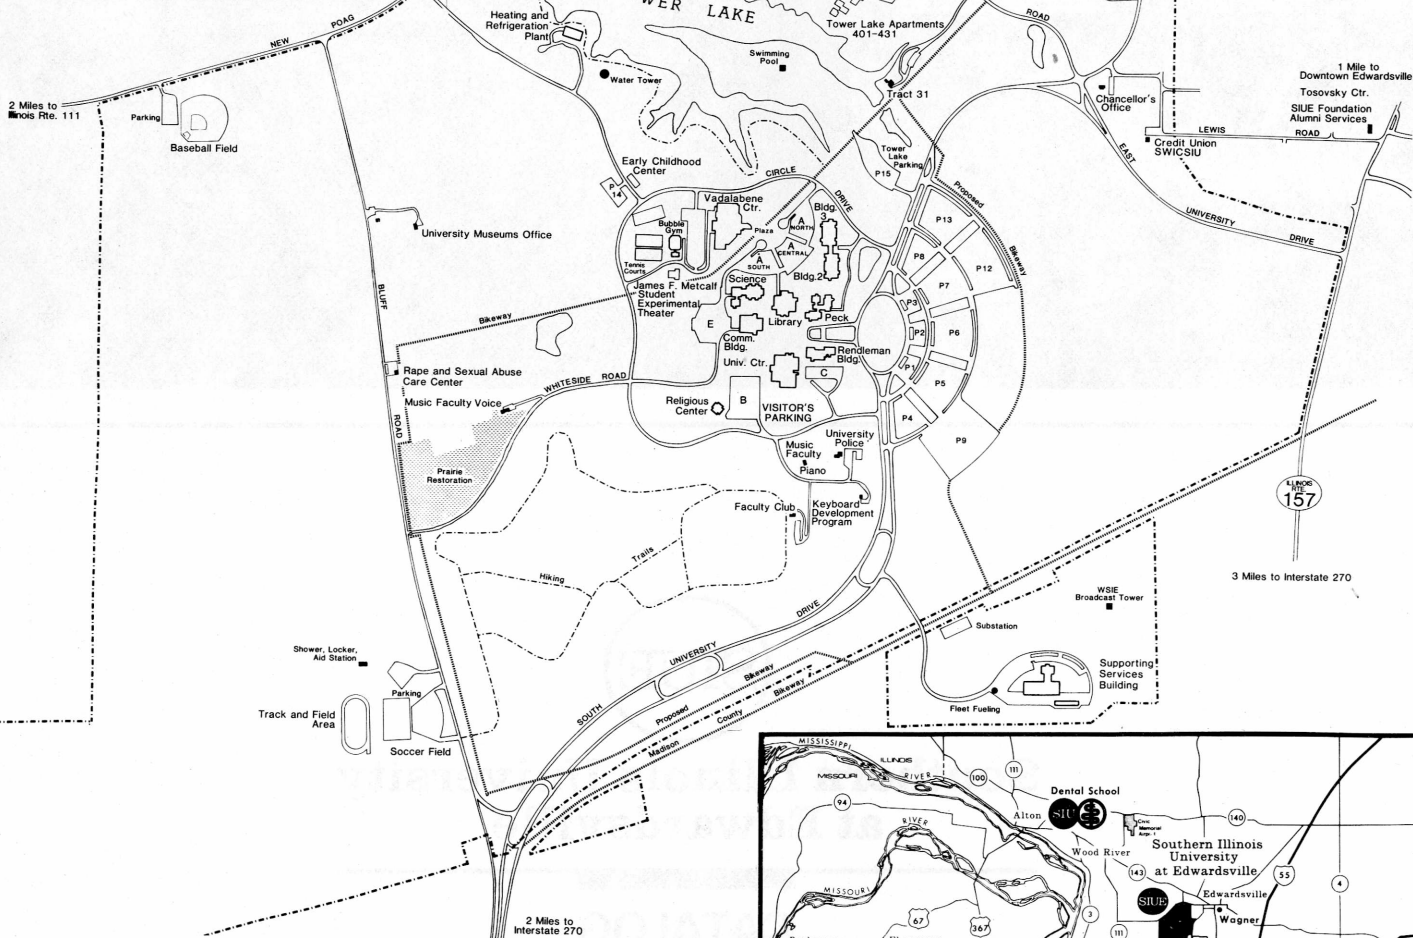 WER LAKE
NEW
POAG
Heating and
Refrigeration
Plant
Water Tower
Swimming
Pool
Tower Lake Apartments
401-431
ROAD
Tract 31
Chancellor's
Office
1 Mile to
Downtown Edwardsville
Tosovsky Ctr.
SIUE Foundation
Alumni Services
LEWIS ROAD
Credit Union
SWICSIU
EAST UNIVERSITY DRIVE
2 Miles to
Illinois Rte. 111
Parking
Baseball Field
Early Childhood
Center
P
14
CIRCLE DRIVE
Tower
Lake
Parking
P15
Proposed Bikeway
Vadalabene
Ctr.
Bubble
Gym
Plaza
A
NORTH
A
CENTRAL
A
SOUTH
Bldg.
3
Bldg.2
P13
P8
P12
P7
P3
P2
P6
P1
P5
P4
P9
University Museums Office
Tennis
Courts
James F. Metcalf
Student
Experimental
Theater
Science
E
Library
Peck
Comm.
Bldg.
Univ. Ctr.
Rendleman
Bldg.
C
B
BLUFF
ROAD
Bikeway
Rape and Sexual Abuse
Care Center
WHITESIDE ROAD
Music Faculty Voice
Religious
Center
VISITOR'S
PARKING
Prairie
Restoration
Music
Faculty
Piano
University
Police
Faculty Club
Keyboard
Development
Program
ILLINOIS
RTE.
157
3 Miles to Interstate 270
Hiking Trails
WSIE
Broadcast Tower
Substation
SOUTH UNIVERSITY DRIVE
Proposed Bikeway
Madison County Bikeway
Supporting
Services
Building
Fleet Fueling
Shower, Locker,
Aid Station
Parking
Track and Field
Area
Soccer Field
2 Miles to
Interstate 270
MISSISSIPPI RIVER
ILLINOIS
MISSOURI
100
111
94
Dental School
SIU
Alton
Civic
Memorial
140
RIVER
Wood River
Southern Illinois
University
at Edwardsville
143
55
4
MISSOURI
SIUE
Edwardsville
Wagner
67
367
3
111